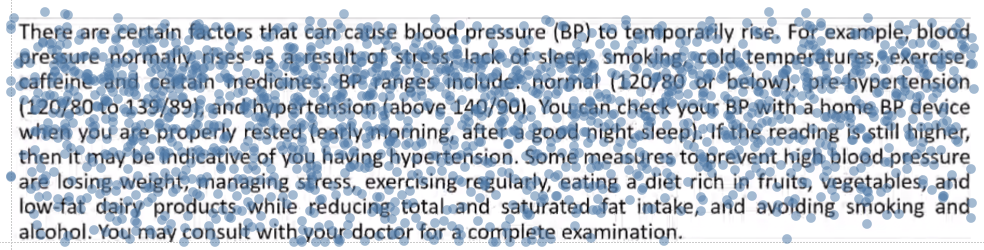 There are certain factors that can cause blood pressure (BP) to temporarily rise. For example, blood
pressure normally rises as a result of stress, lack of sleep, smoking, cold temperatures, exercise,
caffeine and certain medicines. BP ranges include: normal (120/80 or below), pre-hypertension
(120/80 to 139/89), and hypertension (above 140/90). You can check your BP with a home BP device
when you are properly rested (early morning, after a good night sleep). If the reading is still higher,
then it may be indicative of you having hypertension. Some measures to prevent high blood pressure
are losing weight, managing stress, exercising regularly, eating a diet rich in fruits, vegetables, and
low-fat dairy products while reducing total and saturated fat intake, and avoiding smoking and
alcohol. You may consult with your doctor for a complete examination.